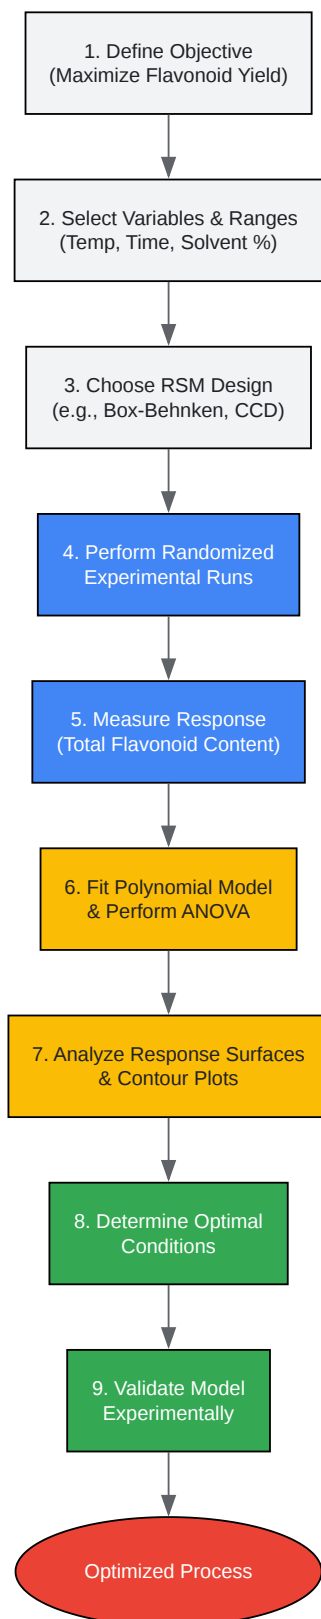 1. Define Objective
(Maximize Flavonoid Yield)
2. Select Variables & Ranges
(Temp, Time, Solvent %)
3. Choose RSM Design
(e.g., Box-Behnken, CCD)
4. Perform Randomized
Experimental Runs
5. Measure Response
(Total Flavonoid Content)
6. Fit Polynomial Model
& Perform ANOVA
7. Analyze Response Surfaces
& Contour Plots
8. Determine Optimal
Conditions
9. Validate Model
Experimentally
Optimized Process